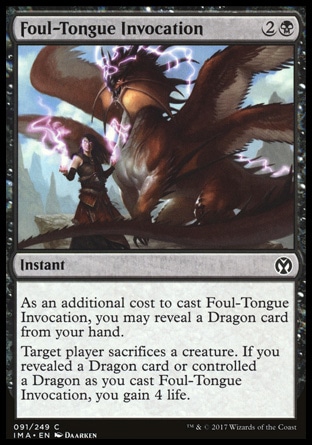 Foul-Tongue Invocation 2
Instant
As an additional cost to cast Foul-Tongue
Invocation, you may reveal a Dragon card
from your hand.
Target player sacrifices a creature. If you
revealed a Dragon card or controlled
a Dragon as you cast Foul-Tongue
Invocation, you gain 4 life.
091/249 C
IMA • EN Daarken
™ & © 2017 Wizards of the Coast